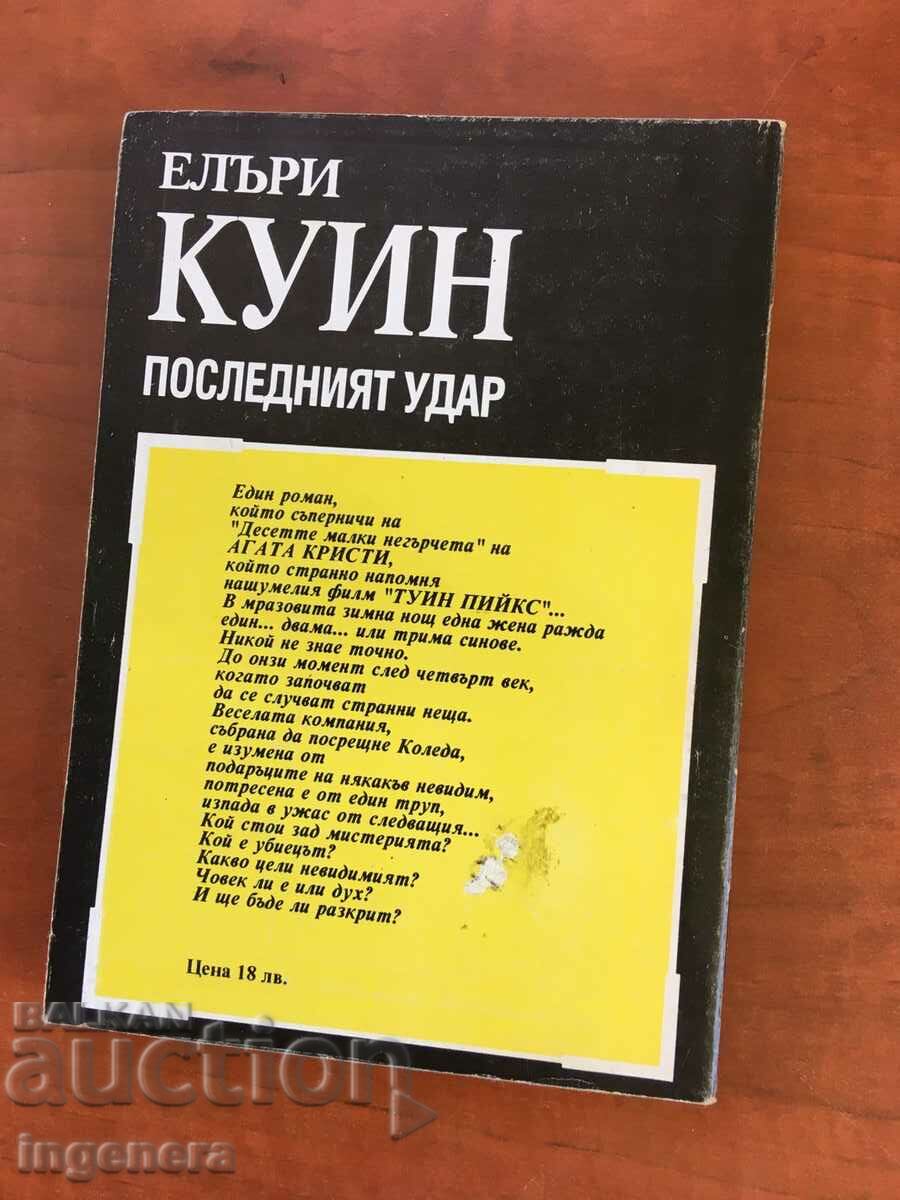 ЕЛЪРИ
КУИН
ПОСЛЕДНИЯТ УДАР
Един роман,
който съперничи на
"Десетте малки негърчета" на
АГАТА КРИСТИ,
който странно напомня
нашумелия филм "ТУИН ПИЙКС"...
В мразовита зимна нощ една жена ражда
един... двама... или трима синове.
Никой не знае точно.
До онзи момент след четвърт век,
когато започват
да се случват странни неща.
Веселата компания,
събрана да посрещне Коледа,
е изумена от
подаръците на някакъв невидим,
потресена е от един труп,
изпада в ужас от следващия...
Кой стои зад мистерията?
Кой е убиецът?
Какво цели невидимият?
Човек ли е или дух?
И ще бъде ли разкрит?
Цена 18 лв.
BALKAN
auction
ingenera